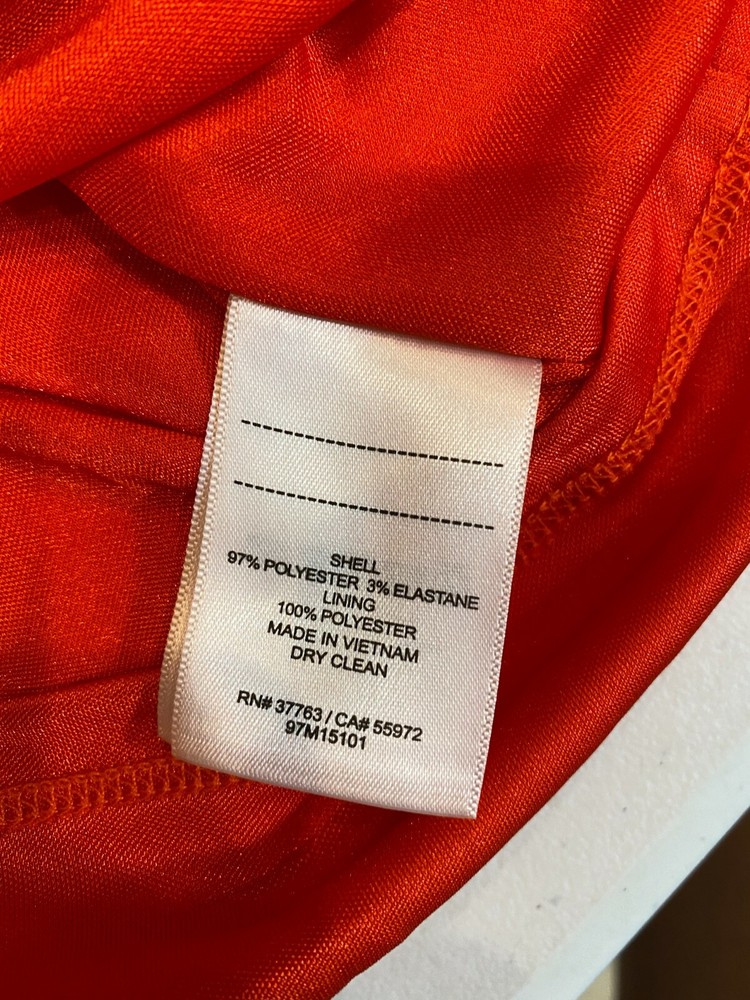 SHELL
97% POLYESTER 3% ELASTANE
LINING
100% POLYESTER
MADE IN VIETNAM
DRY CLEAN
RN# 37763 / CA# 55972
97M15101